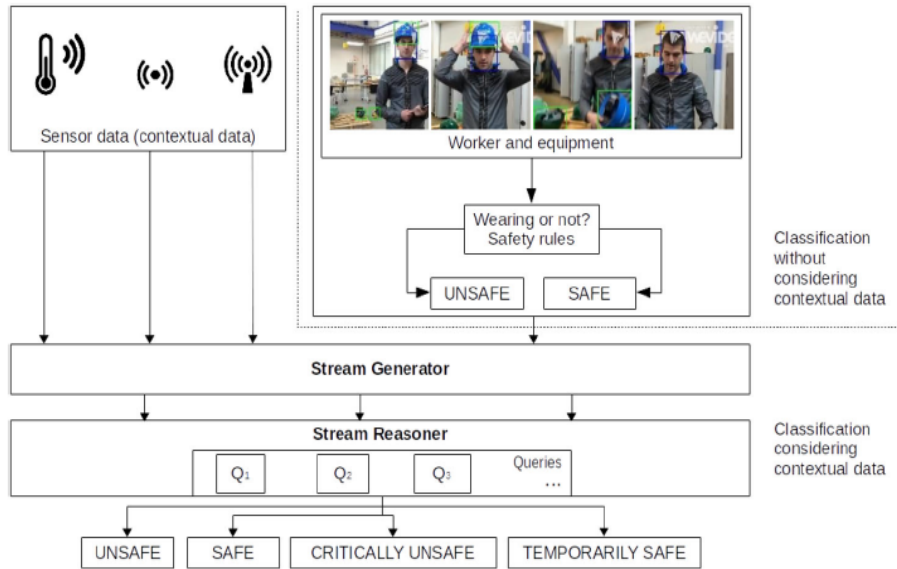 Sensor data (contextual data)
Worker and equipment
Wearing or not?
Safety rules
UNSAFE
SAFE
Classification
without
considering
contextual data
Stream Generator
Stream Reasoner
Q1
Q2
Q3
Queries
...
Classification
considering
contextual data
UNSAFE
SAFE
CRITICALLY UNSAFE
TEMPORARILY SAFE